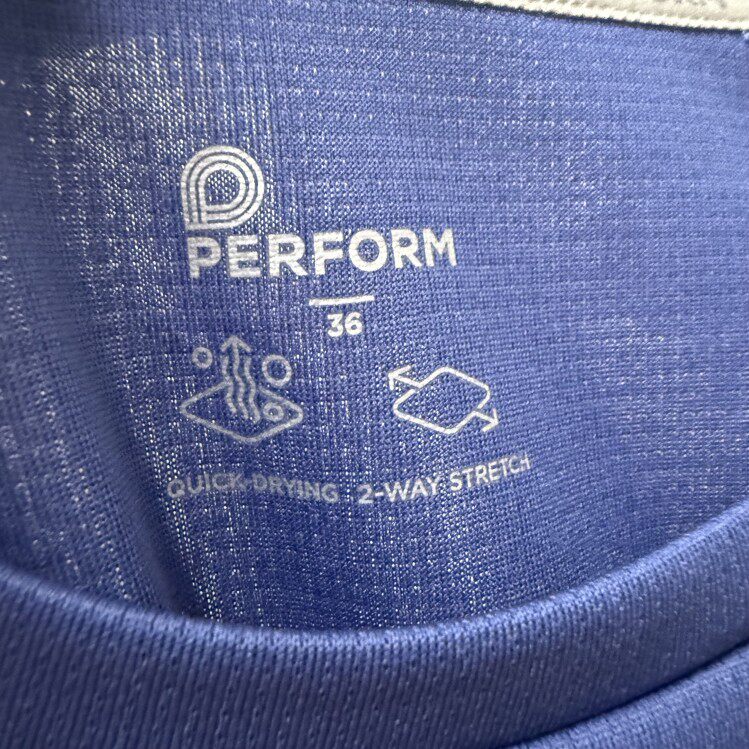 PERFORM
36
QUICK-DRYING 2-WAY STRETCH